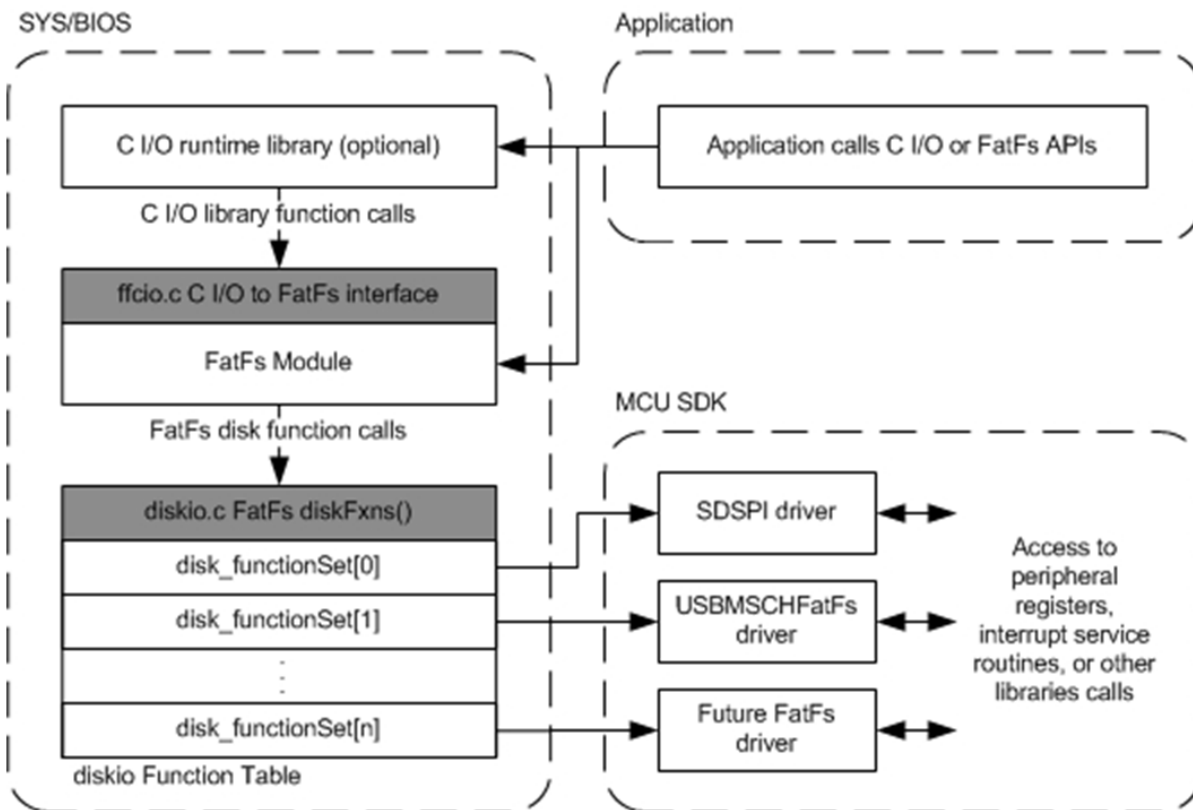 SYS/BIOS
C I/O runtime library (optional)
C I/O library function calls
ffcio.c C I/O to FatFs interface
FatFs Module
FatFs disk function calls
diskio.c FatFs diskFxns()
disk_functionSet[0]
disk_functionSet[1]
⋮
disk_functionSet[n]
diskio Function Table
Application
Application calls C I/O or FatFs APIs
MCU SDK
SDSPI driver
USBMSCHFatFs
driver
Future FatFs
driver
Access to
peripheral
registers,
interrupt service
routines, or other
libraries calls